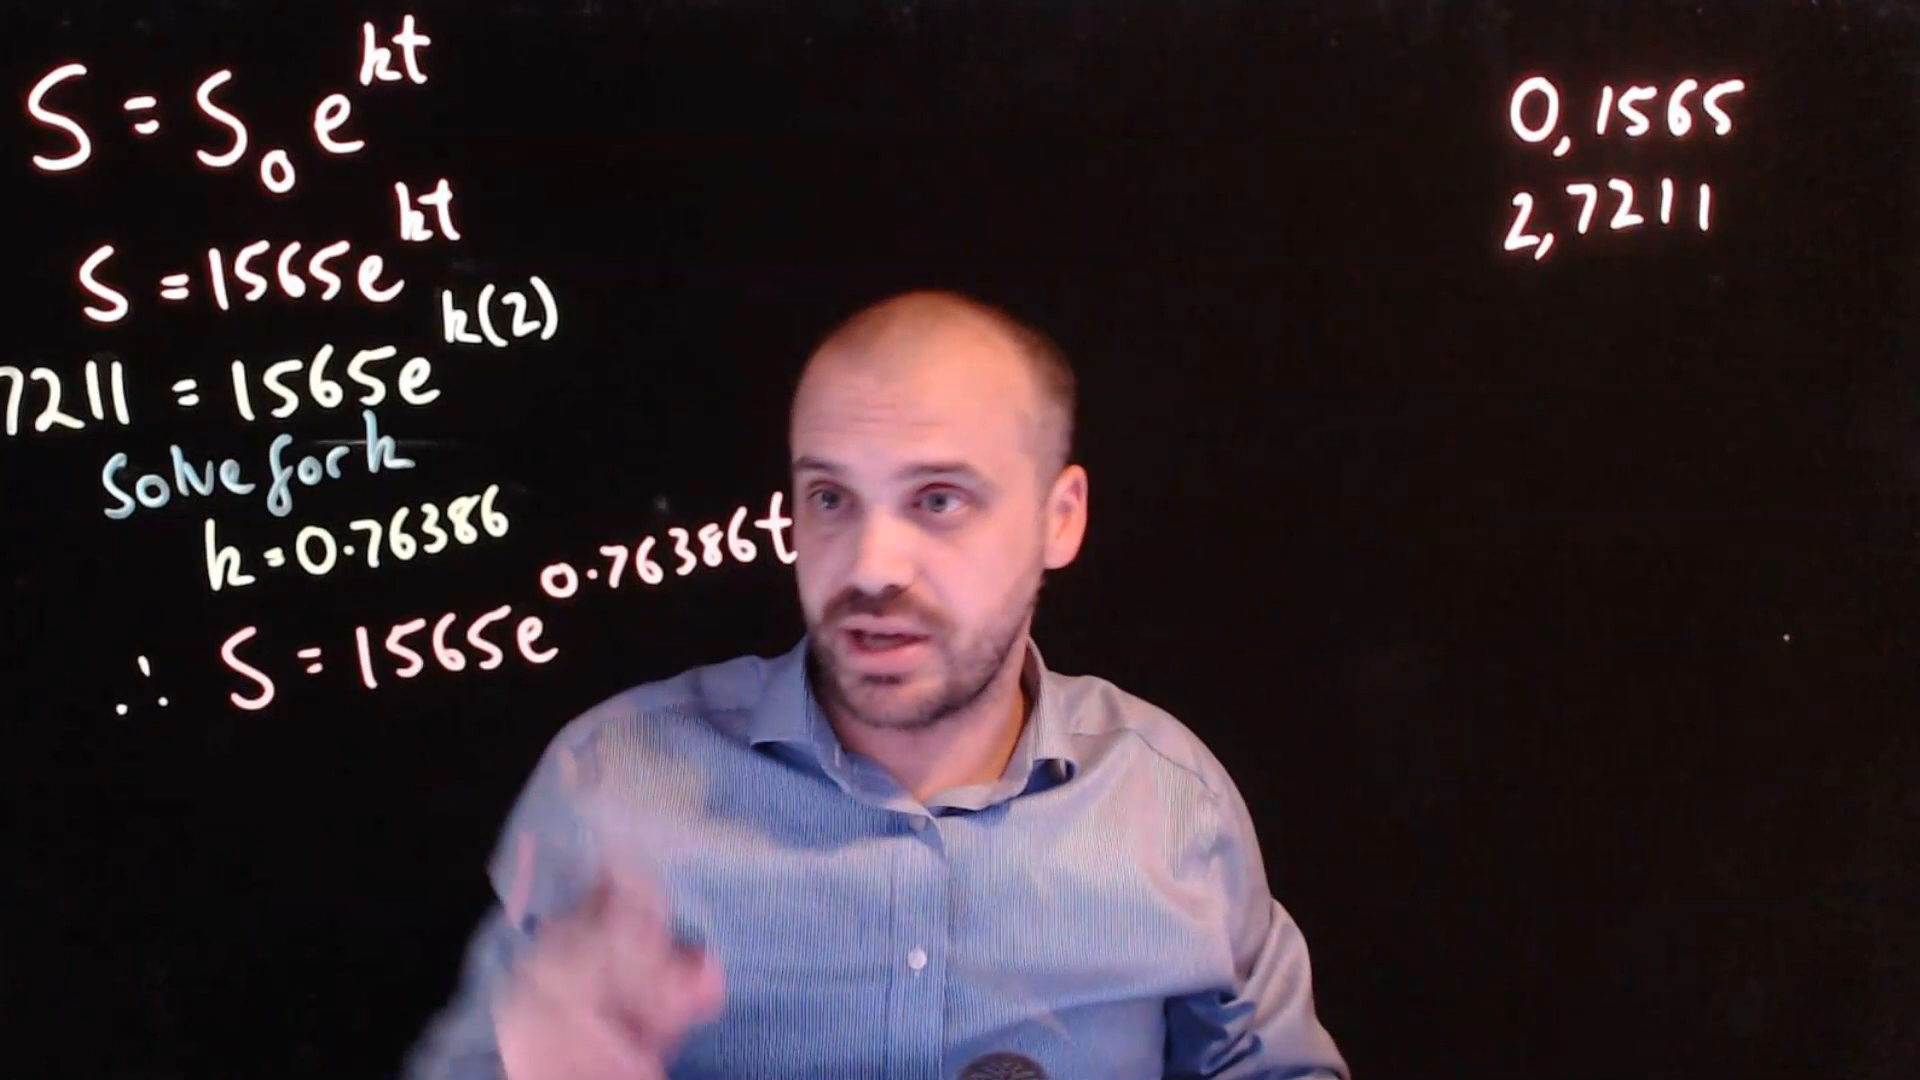 S = S₀e^kt
S = 1565e^kt
7211 = 1565e^k(2)
Solve for k
k = 0.76386
∴ S = 1565e^0.76386t
0,1565
2,7211